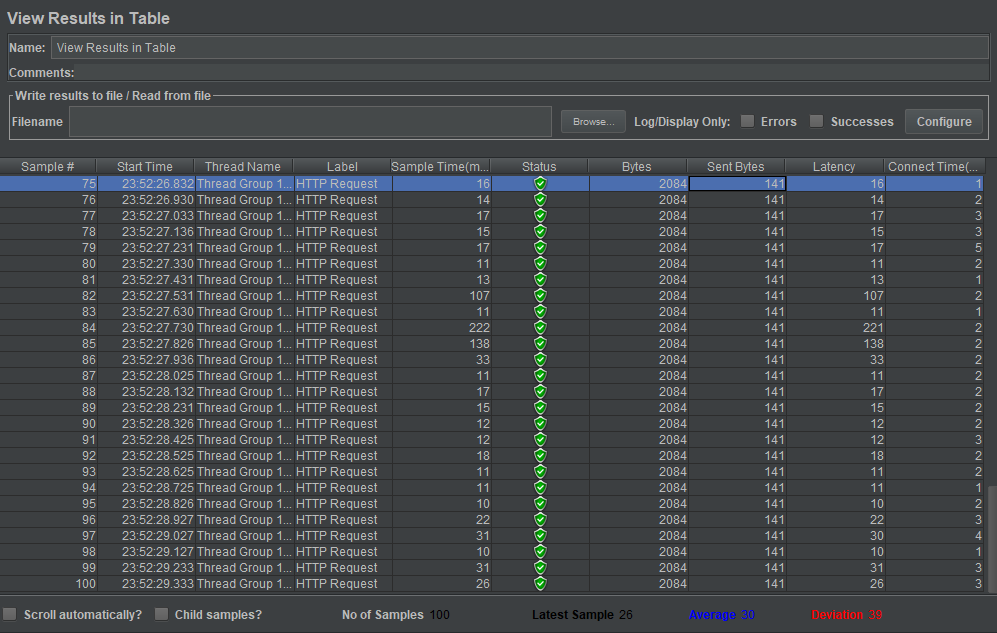 View Results in Table
Name: View Results in Table
Comments:
Write results to file / Read from file
Filename Browse... Log/Display Only: Errors Successes Configure
Sample # Start Time Thread Name Label Sample Time(m... Status Bytes Sent Bytes Latency Connect Time(...
75 23:52:26.832 Thread Group 1... HTTP Request 16 2084 141 16 1
76 23:52:26.930 Thread Group 1... HTTP Request 14 2084 141 14 2
77 23:52:27.033 Thread Group 1... HTTP Request 17 2084 141 17 3
78 23:52:27.136 Thread Group 1... HTTP Request 15 2084 141 15 3
79 23:52:27.231 Thread Group 1... HTTP Request 17 2084 141 17 5
80 23:52:27.330 Thread Group 1... HTTP Request 11 2084 141 11 2
81 23:52:27.431 Thread Group 1... HTTP Request 13 2084 141 13 1
82 23:52:27.531 Thread Group 1... HTTP Request 107 2084 141 107 2
83 23:52:27.630 Thread Group 1... HTTP Request 11 2084 141 11 1
84 23:52:27.730 Thread Group 1... HTTP Request 222 2084 141 221 2
85 23:52:27.826 Thread Group 1... HTTP Request 138 2084 141 138 2
86 23:52:27.936 Thread Group 1... HTTP Request 33 2084 141 33 2
87 23:52:28.025 Thread Group 1... HTTP Request 11 2084 141 11 2
88 23:52:28.132 Thread Group 1... HTTP Request 17 2084 141 17 2
89 23:52:28.231 Thread Group 1... HTTP Request 15 2084 141 15 2
90 23:52:28.326 Thread Group 1... HTTP Request 12 2084 141 12 2
91 23:52:28.425 Thread Group 1... HTTP Request 12 2084 141 12 3
92 23:52:28.525 Thread Group 1... HTTP Request 18 2084 141 18 2
93 23:52:28.625 Thread Group 1... HTTP Request 11 2084 141 11 2
94 23:52:28.725 Thread Group 1... HTTP Request 11 2084 141 11 1
95 23:52:28.826 Thread Group 1... HTTP Request 10 2084 141 10 2
96 23:52:28.927 Thread Group 1... HTTP Request 22 2084 141 22 3
97 23:52:29.027 Thread Group 1... HTTP Request 31 2084 141 30 4
98 23:52:29.127 Thread Group 1... HTTP Request 10 2084 141 10 1
99 23:52:29.233 Thread Group 1... HTTP Request 31 2084 141 31 3
100 23:52:29.333 Thread Group 1... HTTP Request 26 2084 141 26 3
Scroll automatically? Child samples? No of Samples 100 Latest Sample 26 Average 30 Deviation 39